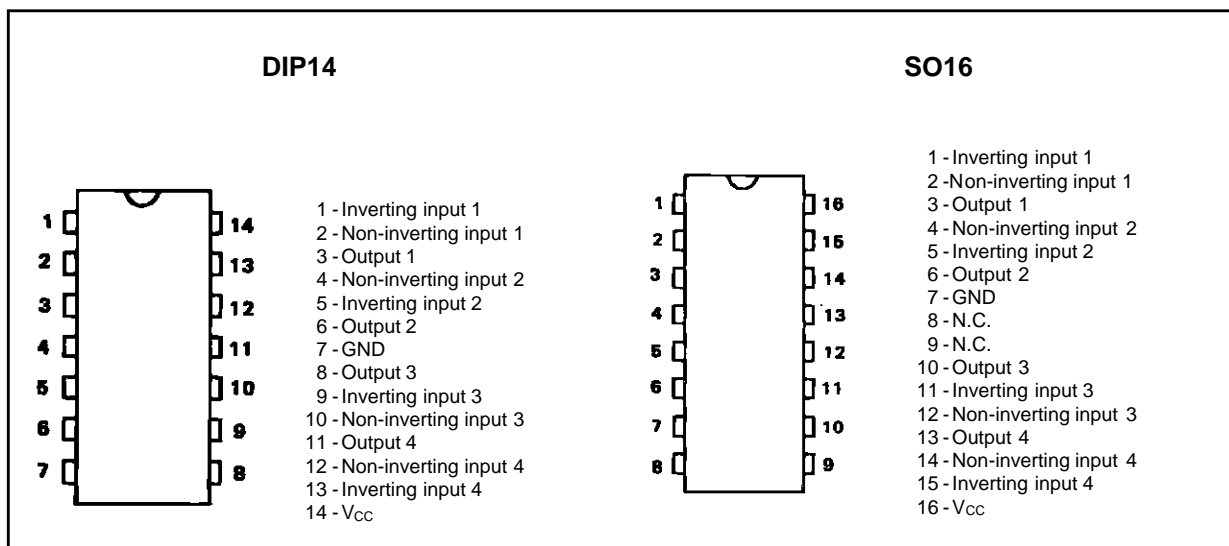 DIP14
1 14
2 13
3 12
4 11
5 10
6 9
7 8
1 - Inverting input 1
2 - Non-inverting input 1
3 - Output 1
4 - Non-inverting input 2
5 - Inverting input 2
6 - Output 2
7 - GND
8 - Output 3
9 - Inverting input 3
10 - Non-inverting input 3
11 - Output 4
12 - Non-inverting input 4
13 - Inverting input 4
14 - VCC
SO16
1 16
2 15
3 14
4 13
5 12
6 11
7 10
8 9
1 - Inverting input 1
2 - Non-inverting input 1
3 - Output 1
4 - Non-inverting input 2
5 - Inverting input 2
6 - Output 2
7 - GND
8 - N.C.
9 - N.C.
10 - Output 3
11 - Inverting input 3
12 - Non-inverting input 3
13 - Output 4
14 - Non-inverting input 4
15 - Inverting input 4
16 - VCC